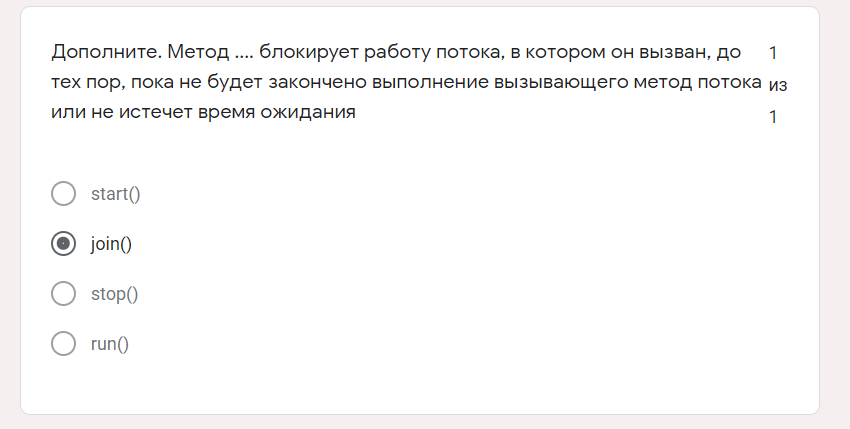 Дополните. Метод .... блокирует работу потока, в котором он вызван, до
тех пор, пока не будет закончено выполнение вызывающего метод потока
или не истечет время ожидания
1
из
1
start()
join()
stop()
run()